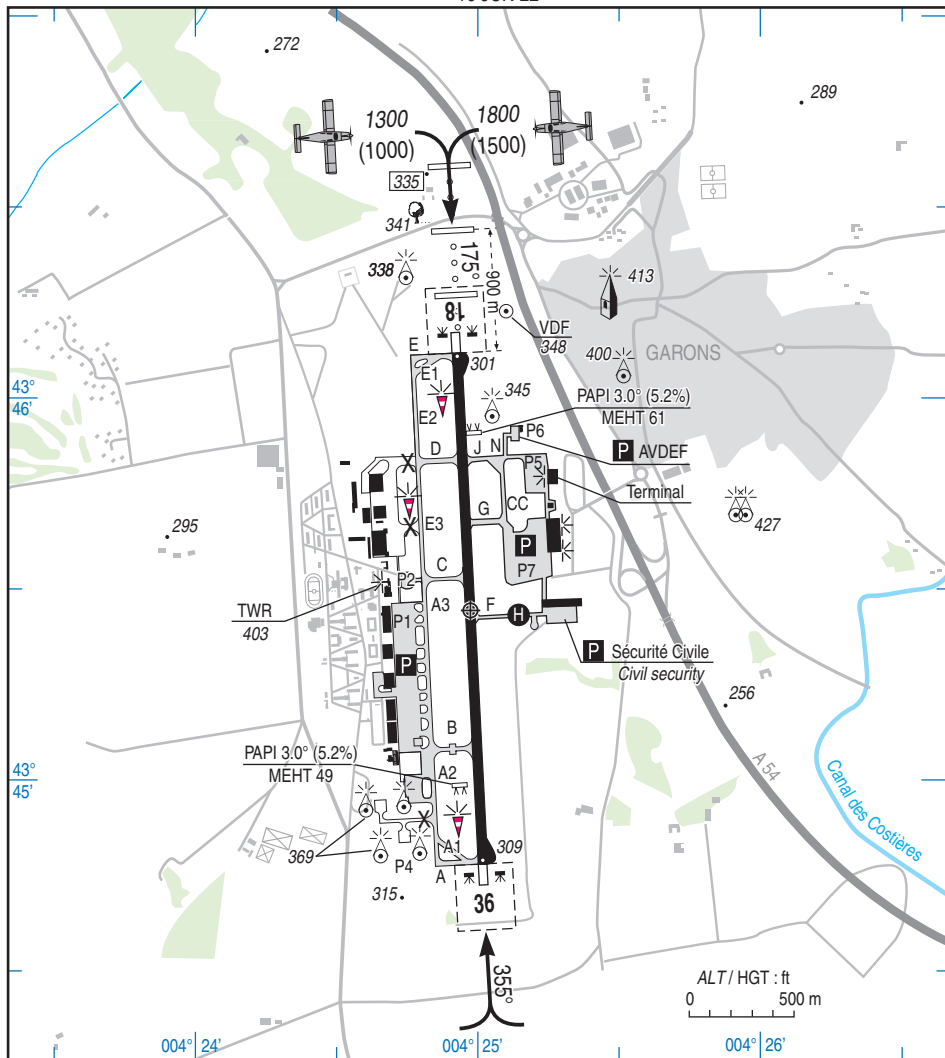 272
289
1300
(1000)
1800
(1500)
335
341
338
175°
900 m
413
18
VDF
348
400
GARONS
E
301
E1
43°
46'
345
PAPI 3.0° (5.2%)
MEHT 61
E2
P6
D
J
N
P AVDEF
P5
Terminal
427
G
CC
E3
295
P
P7
C
P2
TWR
403
A3
F
H
P1
P
P Sécurité Civile
Civil security
256
B
PAPI 3.0° (5.2%)
MEHT 49
43°
45'
A2
A 54
Canal des Costières
369
A1
309
P4
A
315
36
355°
ALT / HGT : ft
0 500 m
004° 24'
004° 25'
004° 26'